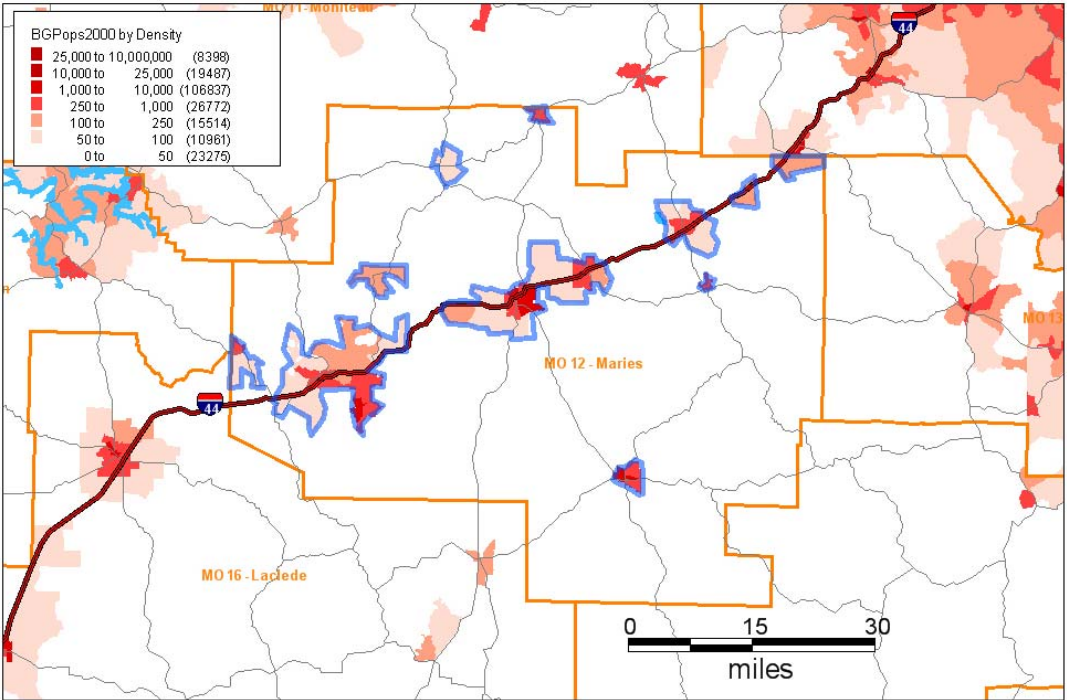 MO 11 - Moniteau
BGPops2000 by Density
25,000 to 10,000,000 (8398)
10,000 to 25,000 (19487)
1,000 to 10,000 (106837)
250 to 1,000 (26772)
100 to 250 (15514)
50 to 100 (10961)
0 to 50 (23275)
44
MO 13
MO 12 - Maries
44
MO 16 - Laclede
0 15 30
miles